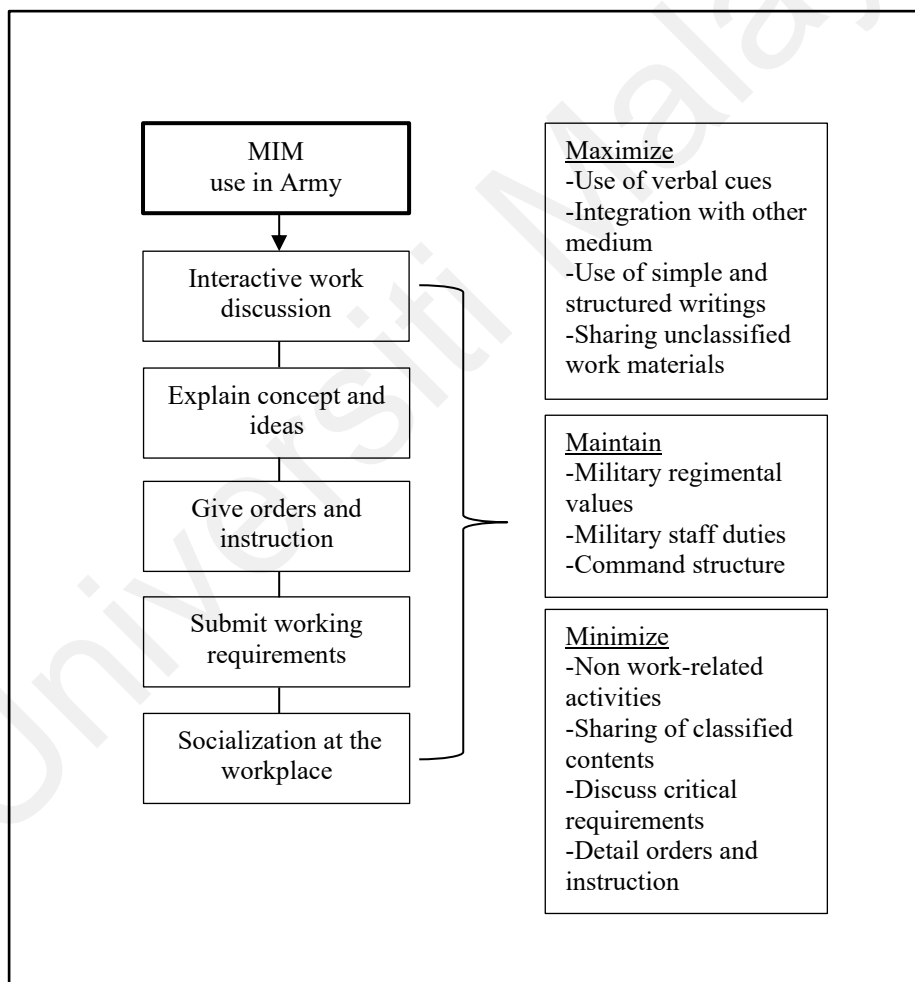 MIM
use in Army
Interactive work
discussion
Explain concept and
ideas
Give orders and
instruction
Submit working
requirements
Socialization at the
workplace
Maximize
-Use of verbal cues
-Integration with other
medium
-Use of simple and
structured writings
-Sharing unclassified
work materials
Maintain
-Military regimental
values
-Military staff duties
-Command structure
Minimize
-Non work-related
activities
-Sharing of classified
contents
-Discuss critical
requirements
-Detail orders and
instruction
Universiti Malay